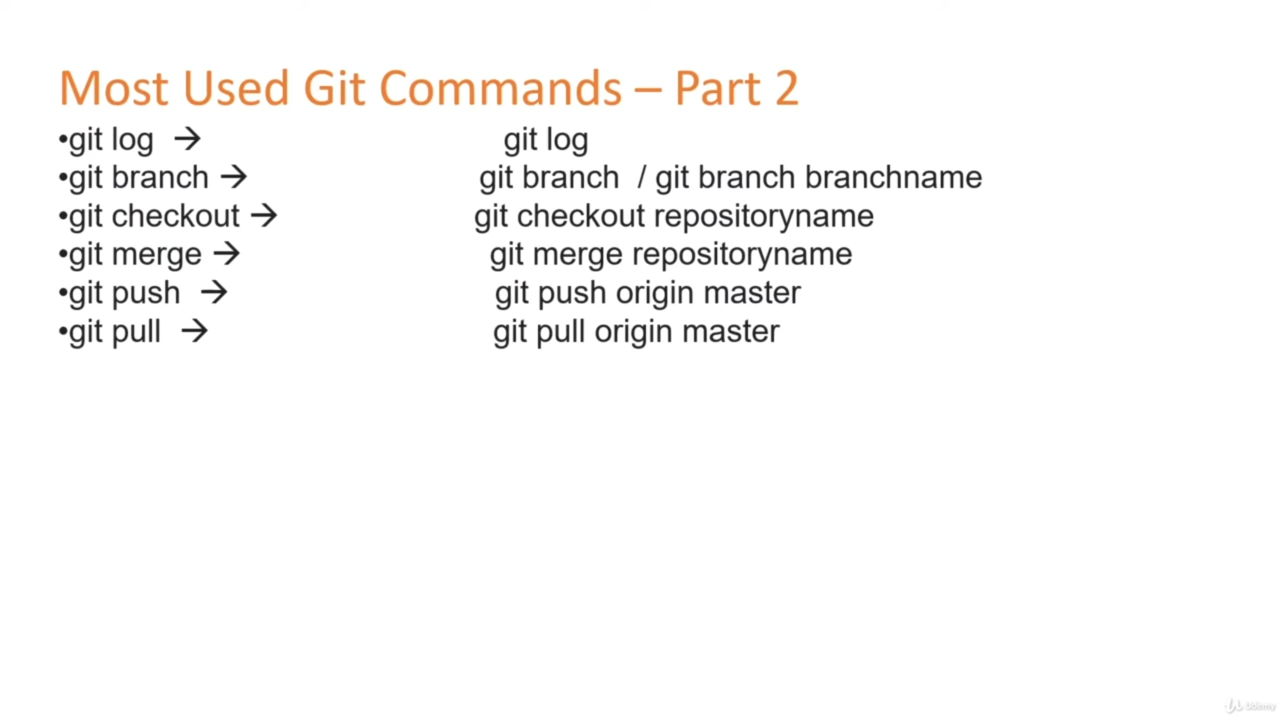 Most Used Git Commands – Part 2
•git log → git log
•git branch → git branch / git branch branchname
•git checkout → git checkout repositoryname
•git merge → git merge repositoryname
•git push → git push origin master
•git pull → git pull origin master
Udemy